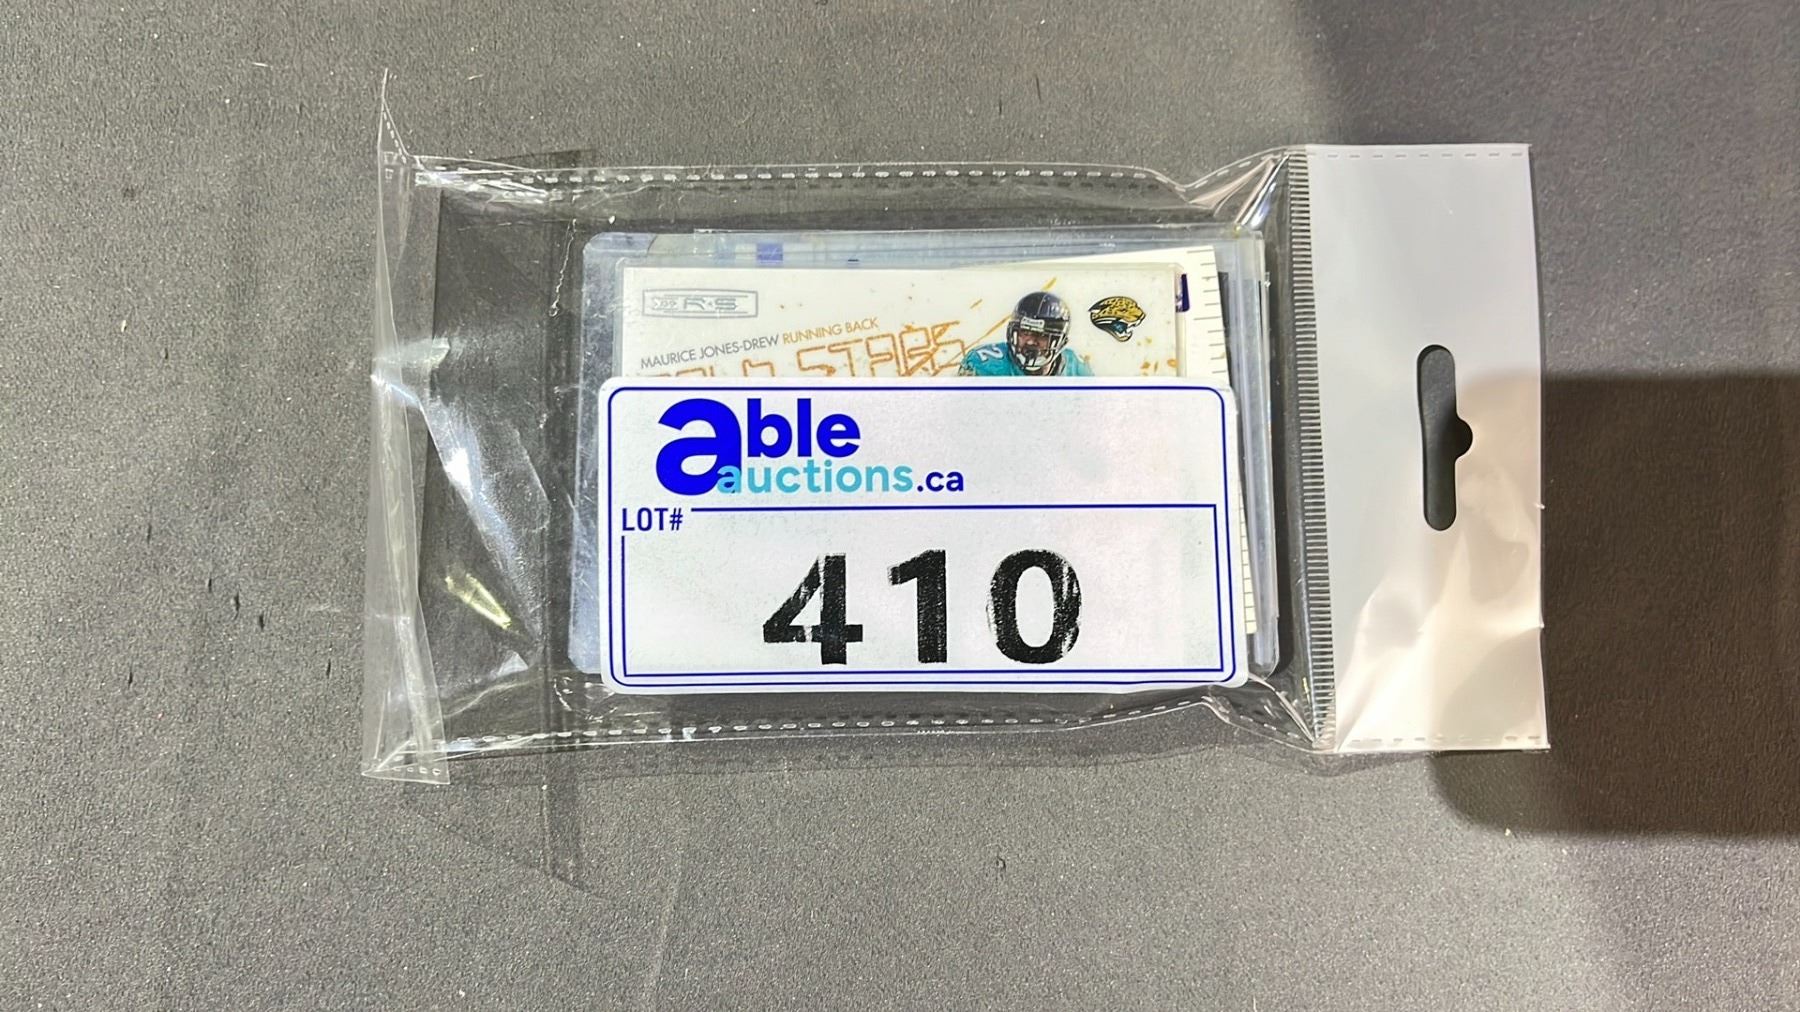 R S
MAURICE JONES-DREW RUNNING BACK
able
auctions.ca
LOT#
410